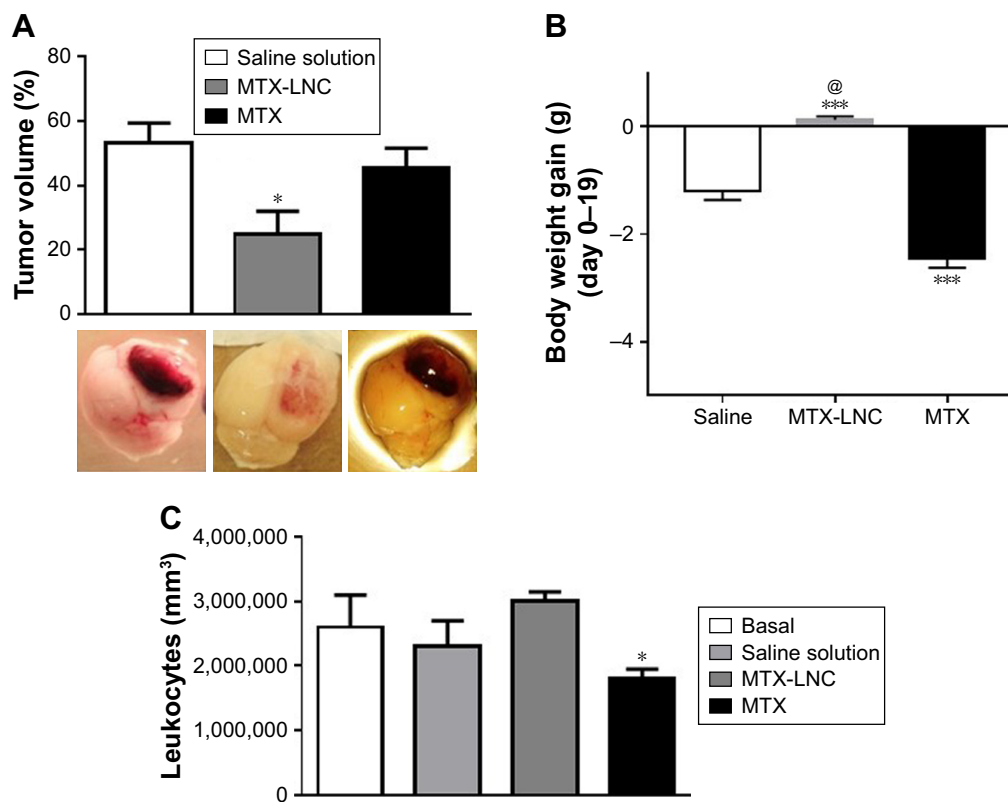 A
Saline solution
MTX-LNC
MTX
Tumor volume (%)
80
60
40
20
0
*
B
Body weight gain (g)
(day 0–19)
0
–2
–4
@
***
***
Saline
MTX-LNC
MTX
C
Leukocytes (mm³)
4,000,000
3,000,000
2,000,000
1,000,000
0
*
Basal
Saline solution
MTX-LNC
MTX